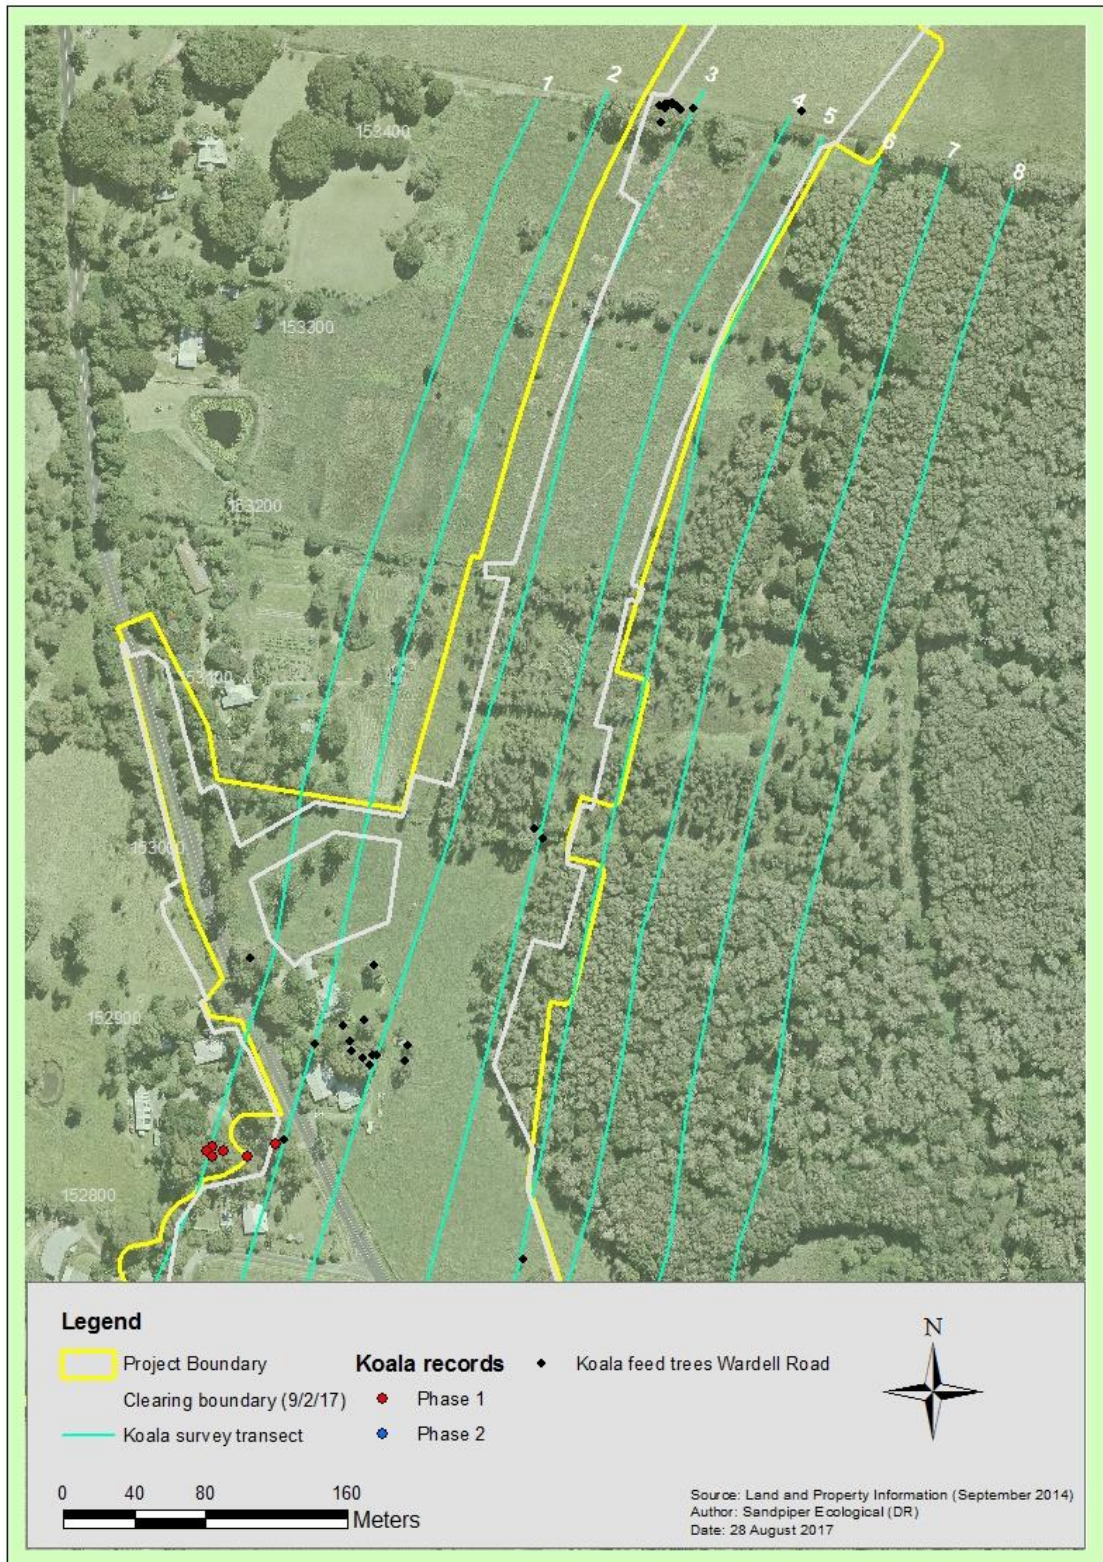 1
2
3
4
5
6
7
8
153400
153300
153200
153000
152900
152800
Legend
Project Boundary
Clearing boundary (9/2/17)
Koala survey transect
Koala records
Phase 1
Phase 2
Koala feed trees Wardell Road
N
0 40 80 160
Meters
Source: Land and Property Information (September 2014)
Author: Sandpiper Ecological (DR)
Date: 28 August 2017